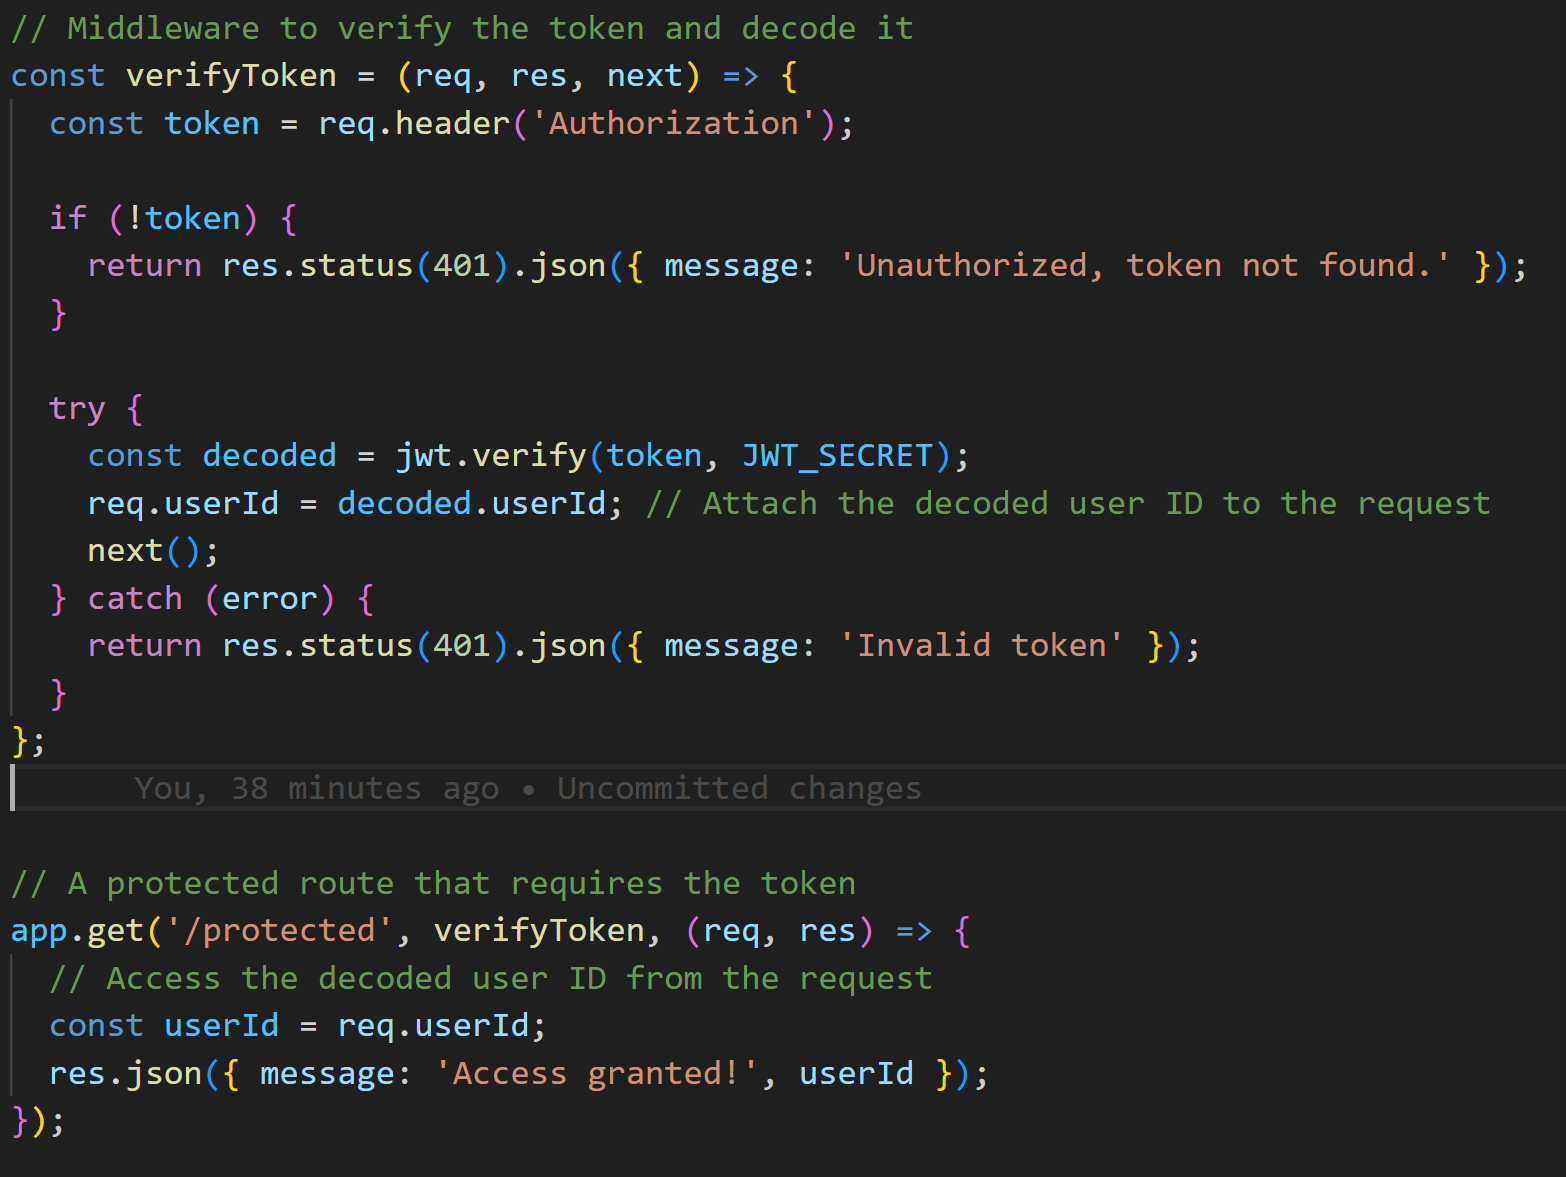 // Middleware to verify the token and decode it
const verifyToken = (req, res, next) => {
  const token = req.header('Authorization');
  if (!token) {
    return res.status(401).json({ message: 'Unauthorized, token not found.' });
  }
  try {
    const decoded = jwt.verify(token, JWT_SECRET);
    req.userId = decoded.userId; // Attach the decoded user ID to the request
    next();
  } catch (error) {
    return res.status(401).json({ message: 'Invalid token' });
  }
};
You, 38 minutes ago • Uncommitted changes
// A protected route that requires the token
app.get('/protected', verifyToken, (req, res) => {
  // Access the decoded user ID from the request
  const userId = req.userId;
  res.json({ message: 'Access granted!', userId });
});